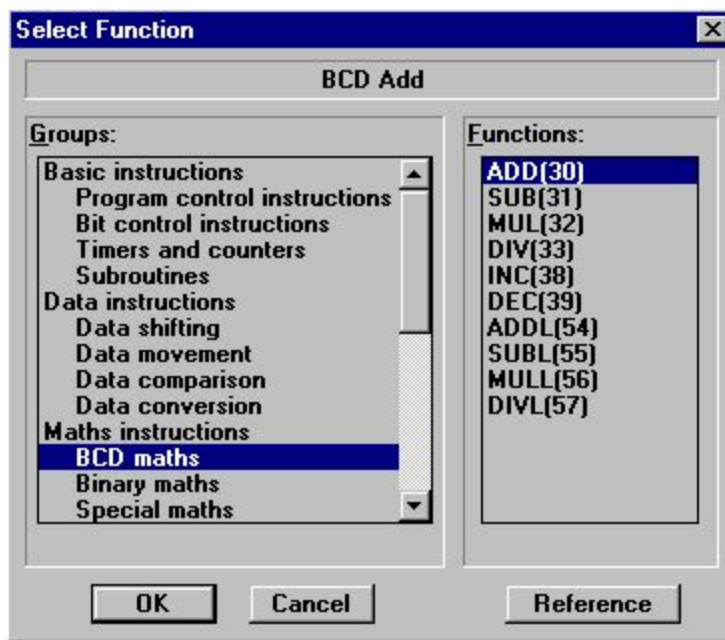 Select Function
BCD Add
Groups:
Basic instructions
Program control instructions
Bit control instructions
Timers and counters
Subroutines
Data instructions
Data shifting
Data movement
Data comparison
Data conversion
Maths instructions
BCD maths
Binary maths
Special maths
Functions:
ADD(30)
SUB(31)
MUL(32)
DIV(33)
INC(38)
DEC(39)
ADDL(54)
SUBL(55)
MULL(56)
DIVL(57)
OK
Cancel
Reference